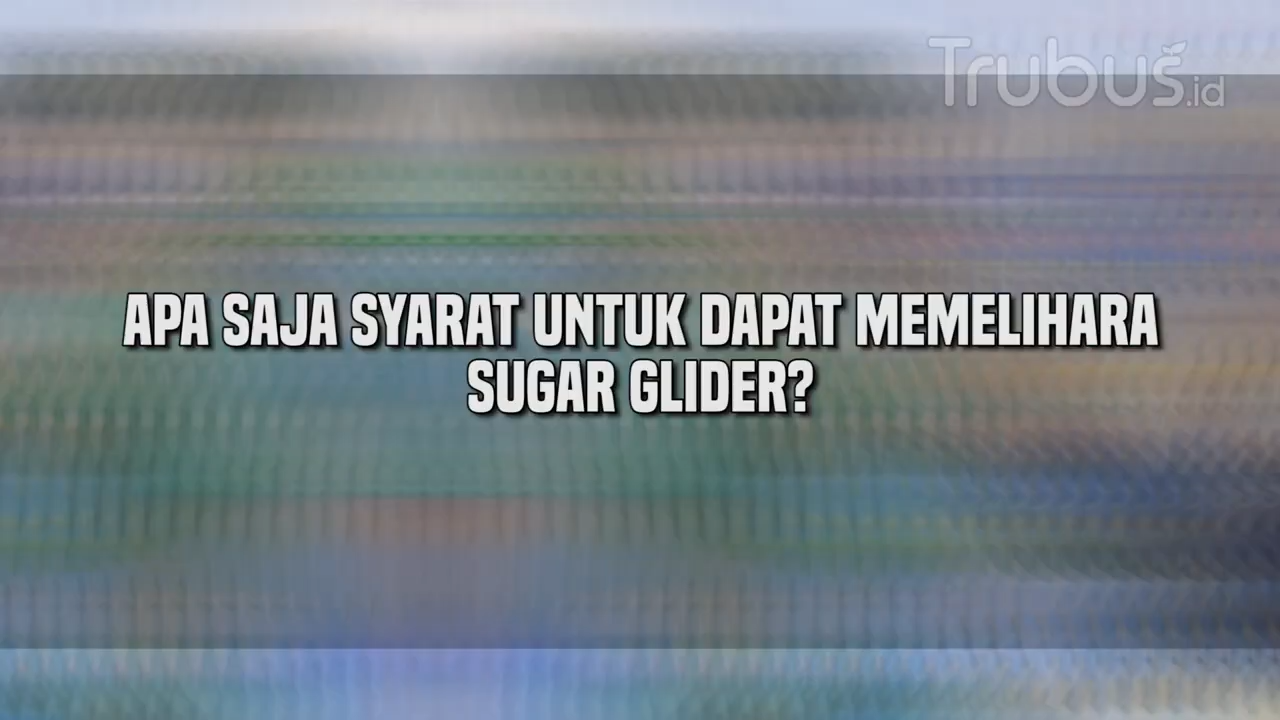 Trubus.id
APA SAJA SYARAT UNTUK DAPAT MEMELIHARA
SUGAR GLIDER?